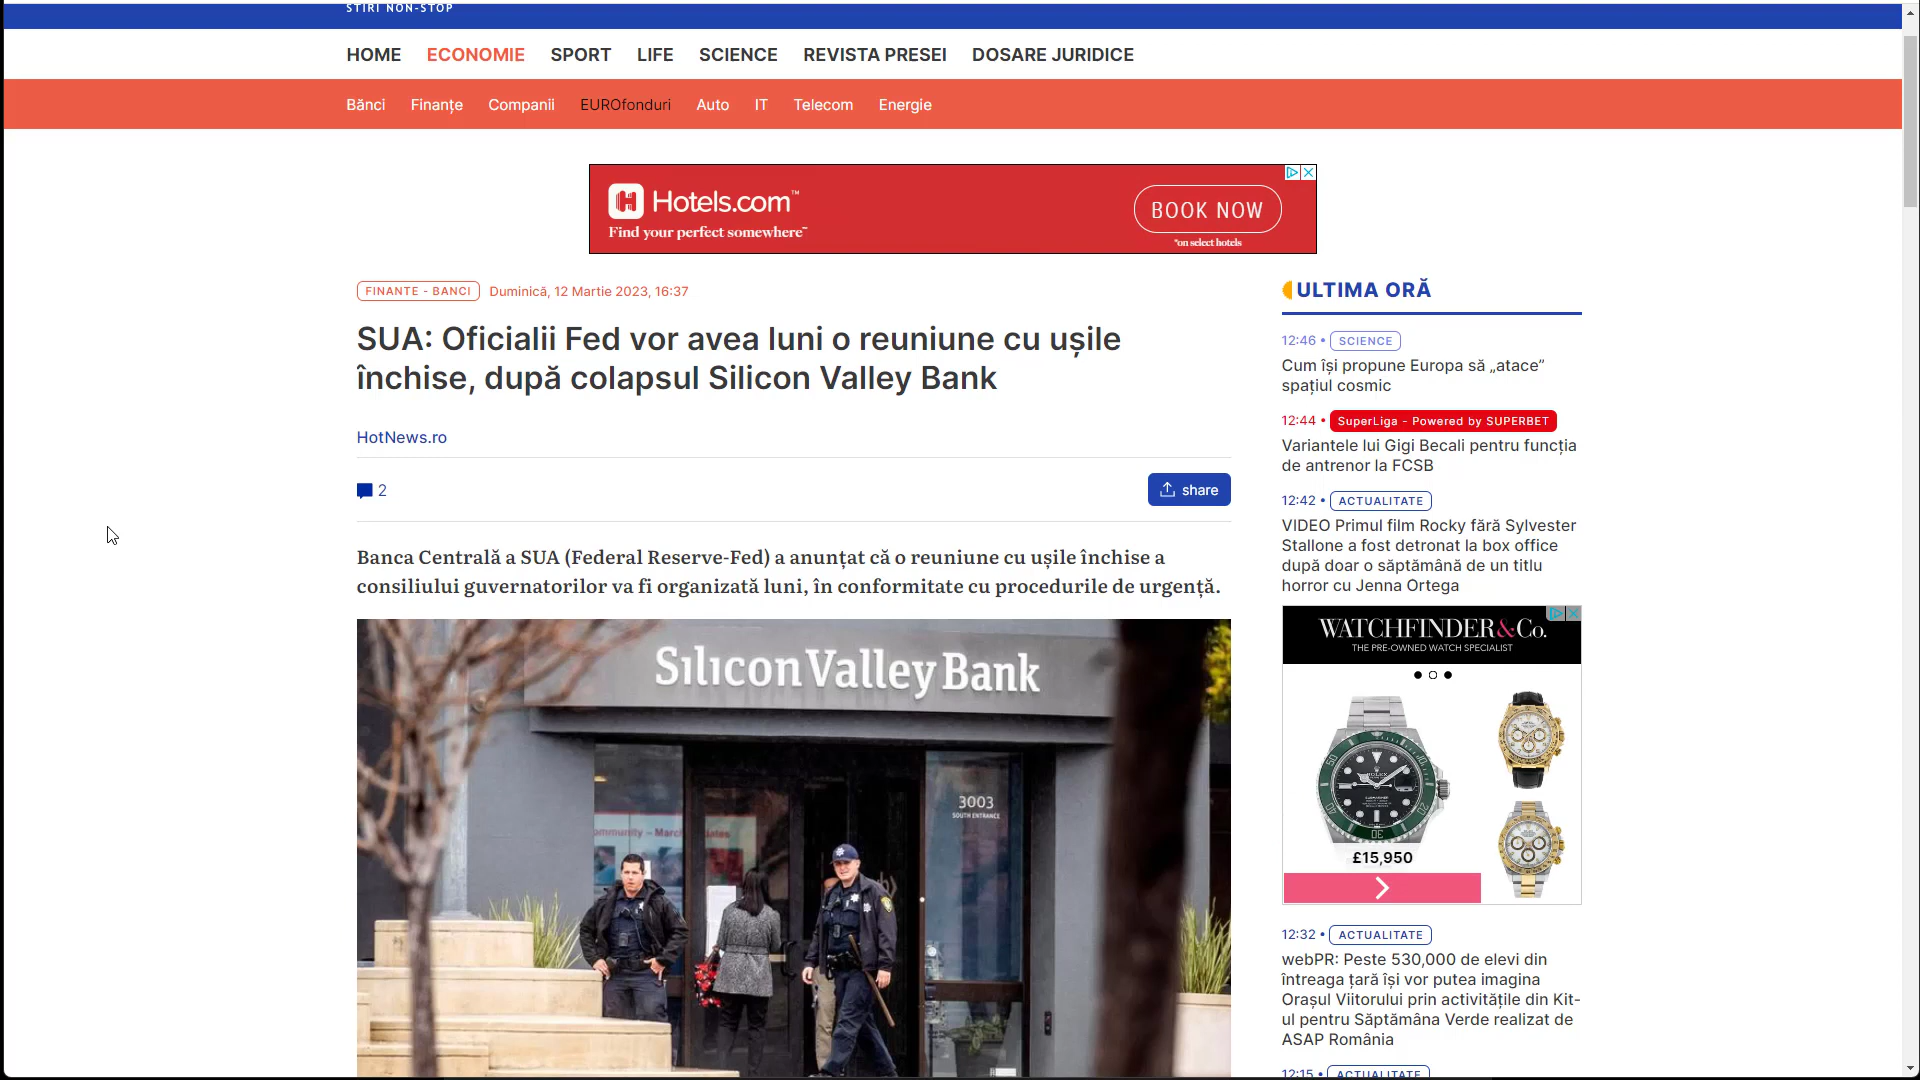 STIRI NON-STOP
HOME ECONOMIE SPORT LIFE SCIENCE REVISTA PRESEI DOSARE JURIDICE
Bănci Finanțe Companii EUROfonduri Auto IT Telecom Energie
Hotels.com™
Find your perfect somewhere™
BOOK NOW
*on select hotels
FINANTE - BANCI Duminică, 12 Martie 2023, 16:37
SUA: Oficialii Fed vor avea luni o reuniune cu ușile
închise, după colapsul Silicon Valley Bank
HotNews.ro
2
share
Banca Centrală a SUA (Federal Reserve-Fed) a anunțat că o reuniune cu ușile închise a
consiliului guvernatorilor va fi organizată luni, în conformitate cu procedurile de urgență.
Silicon Valley Bank
3003
SOUTH ENTRANCE
ULTIMA ORĂ
12:46 • SCIENCE
Cum își propune Europa să „atace”
spațiul cosmic
12:44 • SuperLiga - Powered by SUPERBET
Variantele lui Gigi Becali pentru funcția
de antrenor la FCSB
12:42 • ACTUALITATE
VIDEO Primul film Rocky fără Sylvester
Stallone a fost detronat la box office
după doar o săptămână de un titlu
horror cu Jenna Ortega
WATCHFINDER&Co.
THE PRE-OWNED WATCH SPECIALIST
£15,950
12:32 • ACTUALITATE
webPR: Peste 530,000 de elevi din
întreaga țară își vor putea imagina
Orașul Viitorului prin activitățile din Kit-
ul pentru Săptămâna Verde realizat de
ASAP România
12:15 • ACTUALITATE